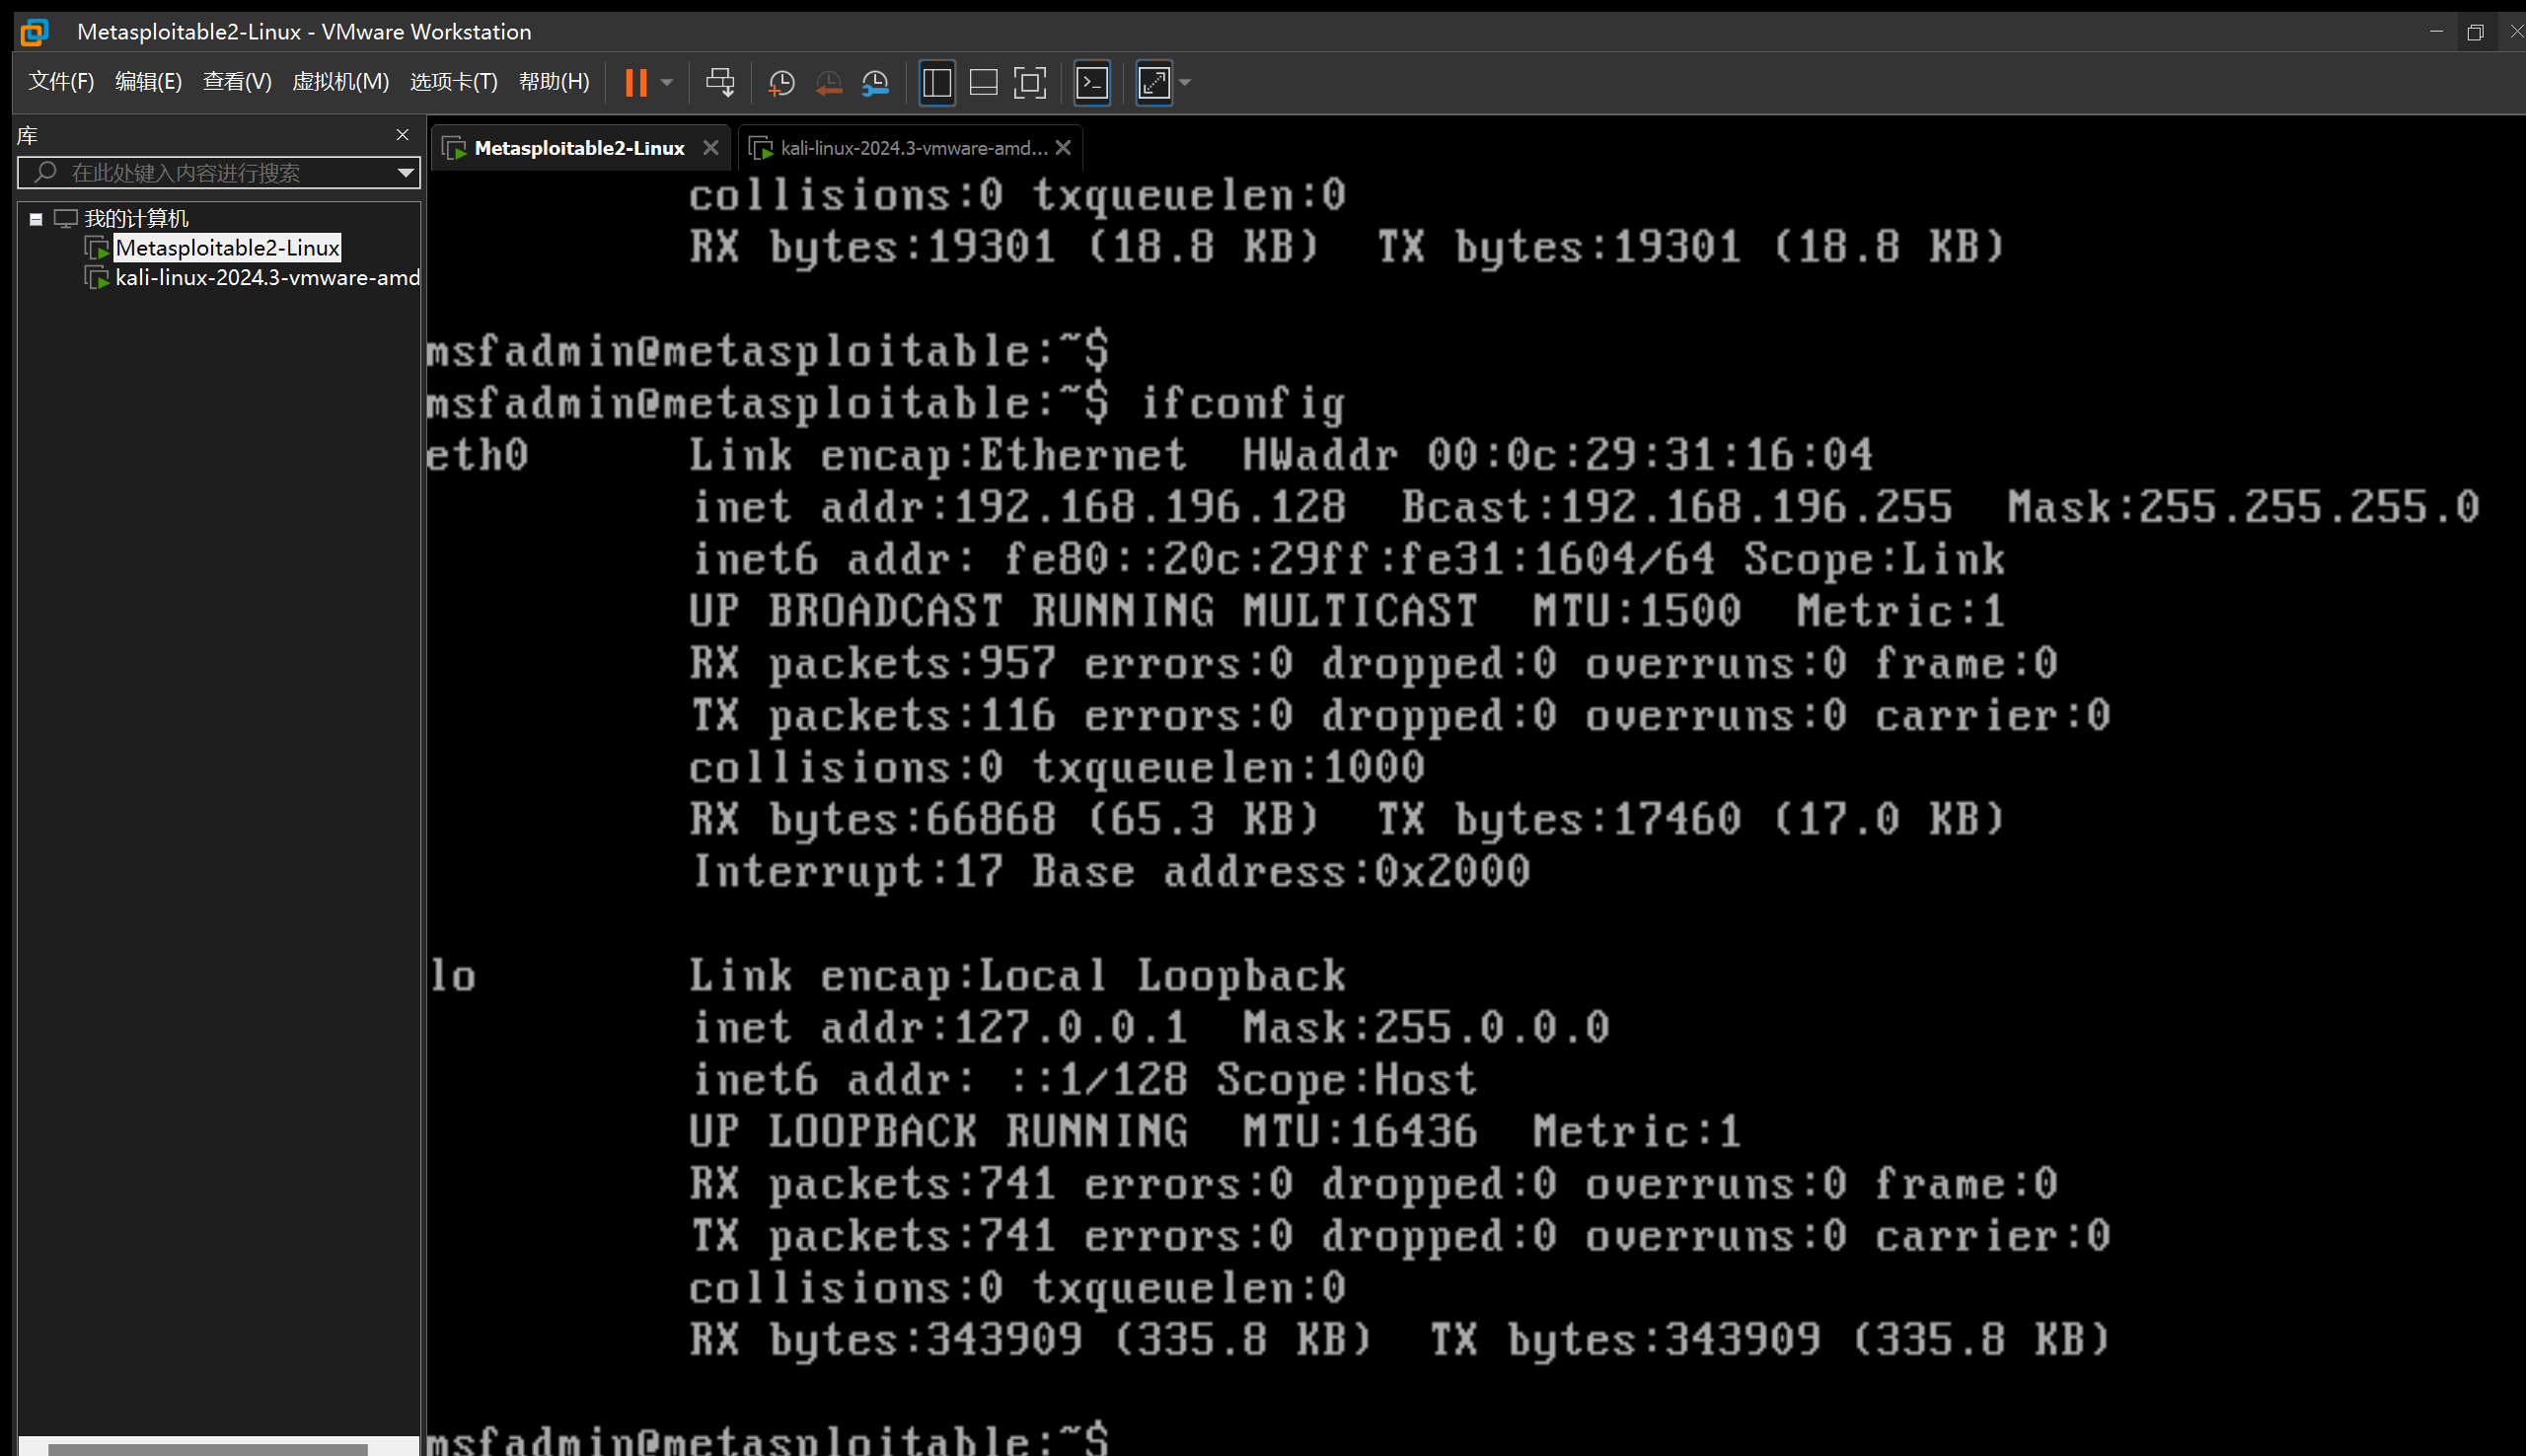 Metasploitable2-Linux - VMware Workstation
文件(F) 编辑(E) 查看(V) 虚拟机(M) 选项卡(T) 帮助(H)
库
在此处键入内容进行搜索
我的计算机
Metasploitable2-Linux
kali-linux-2024.3-vmware-amd
Metasploitable2-Linux kali-linux-2024.3-vmware-amd...
collisions:0 txqueuelen:0
RX bytes:19301 (18.8 KB)  TX bytes:19301 (18.8 KB)
msfadmin@metasploitable:~$
msfadmin@metasploitable:~$ ifconfig
eth0 Link encap:Ethernet  HWaddr 00:0c:29:31:16:04
inet addr:192.168.196.128  Bcast:192.168.196.255  Mask:255.255.255.0
inet6 addr: fe80::20c:29ff:fe31:1604/64 Scope:Link
UP BROADCAST RUNNING MULTICAST  MTU:1500  Metric:1
RX packets:957 errors:0 dropped:0 overruns:0 frame:0
TX packets:116 errors:0 dropped:0 overruns:0 carrier:0
collisions:0 txqueuelen:1000
RX bytes:66868 (65.3 KB)  TX bytes:17460 (17.0 KB)
Interrupt:17 Base address:0x2000
lo Link encap:Local Loopback
inet addr:127.0.0.1  Mask:255.0.0.0
inet6 addr: ::1/128 Scope:Host
UP LOOPBACK RUNNING  MTU:16436  Metric:1
RX packets:741 errors:0 dropped:0 overruns:0 frame:0
TX packets:741 errors:0 dropped:0 overruns:0 carrier:0
collisions:0 txqueuelen:0
RX bytes:343909 (335.8 KB)  TX bytes:343909 (335.8 KB)
msfadmin@metasploitable:~$